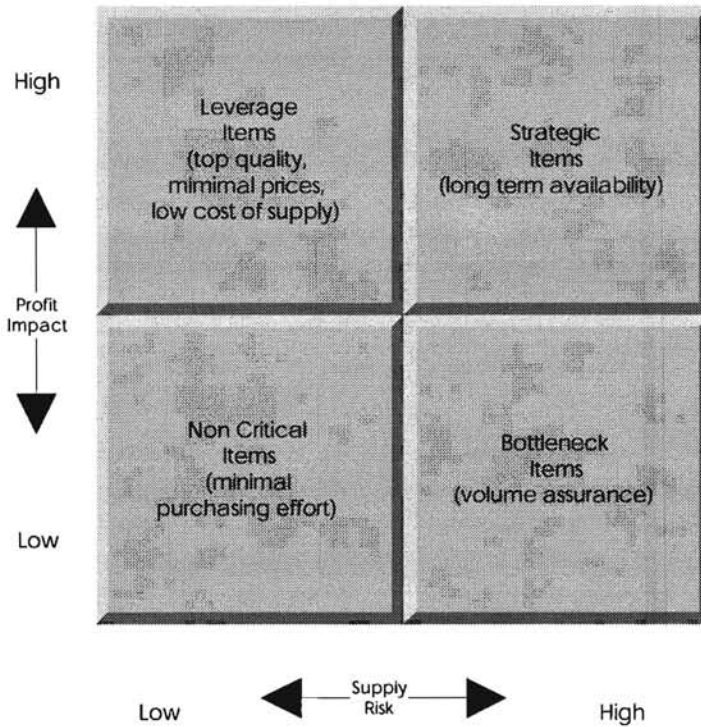 High
Leverage
Items
(top quality,
mimimal prices,
low cost of supply)
Strategic
Items
(long term availability)
Profit
Impact
Non Critical
Items
(minimal
purchasing effort)
Bottleneck
Items
(volume assurance)
Low
Supply
Risk
Low
High